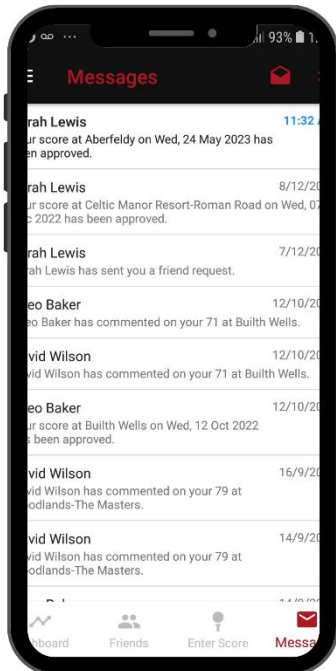 93% 1.
Messages
rah Lewis 11:32
ur score at Aberfeldy on Wed, 24 May 2023 has
en approved.
rah Lewis 8/12/20
ur score at Celtic Manor Resort-Roman Road on Wed, 07
c 2022 has been approved.
rah Lewis 7/12/20
rah Lewis has sent you a friend request.
eo Baker 12/10/20
eo Baker has commented on your 71 at Builth Wells.
vid Wilson 12/10/20
vid Wilson has commented on your 71 at Builth Wells.
eo Baker 12/10/20
ur score at Builth Wells on Wed, 12 Oct 2022
s been approved.
vid Wilson 16/9/20
vid Wilson has commented on your 79 at
odlands-The Masters.
vid Wilson 14/9/20
vid Wilson has commented on your 79 at
odlands-The Masters.
hboard Friends Enter Score Messa